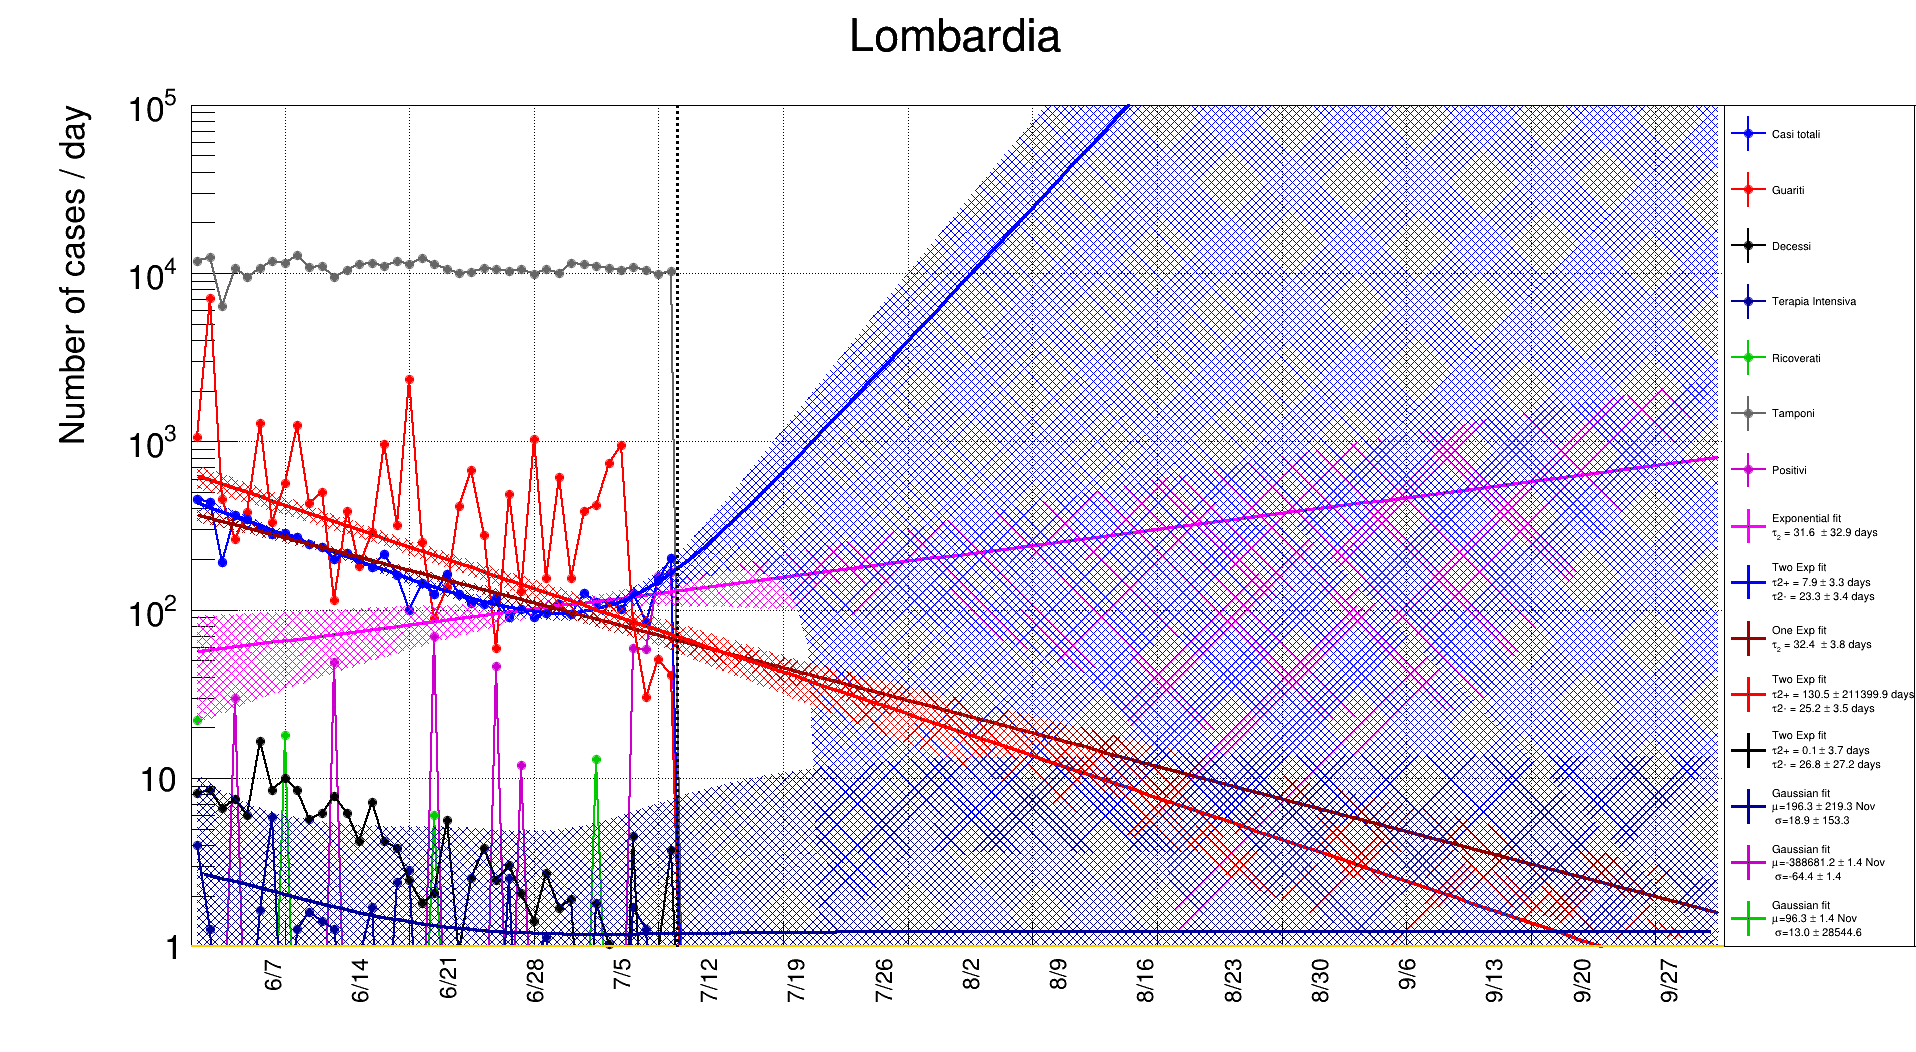 Lombardia
Number of cases / day
10^5
10^4
10^3
10^2
10
1
6/7
6/14
6/21
6/28
7/5
7/12
7/19
7/26
8/2
8/9
8/16
8/23
8/30
9/6
9/13
9/20
9/27
Casi totali
Guariti
Decessi
Terapia Intensiva
Ricoverati
Tamponi
Positivi
Exponential fit
τ₂ = 31.6 ± 32.9 days
Two Exp fit
τ2+ = 7.9 ± 3.3 days
τ2- = 23.3 ± 3.4 days
One Exp fit
τ₂ = 32.4 ± 3.8 days
Two Exp fit
τ2+ = 130.5 ± 211399.9 days
τ2- = 25.2 ± 3.5 days
Two Exp fit
τ2+ = 0.1 ± 3.7 days
τ2- = 26.8 ± 27.2 days
Gaussian fit
μ=196.3 ± 219.3 Nov
σ=18.9 ± 153.3
Gaussian fit
μ=-388681.2 ± 1.4 Nov
σ=-64.4 ± 1.4
Gaussian fit
μ=96.3 ± 1.4 Nov
σ=13.0 ± 28544.6